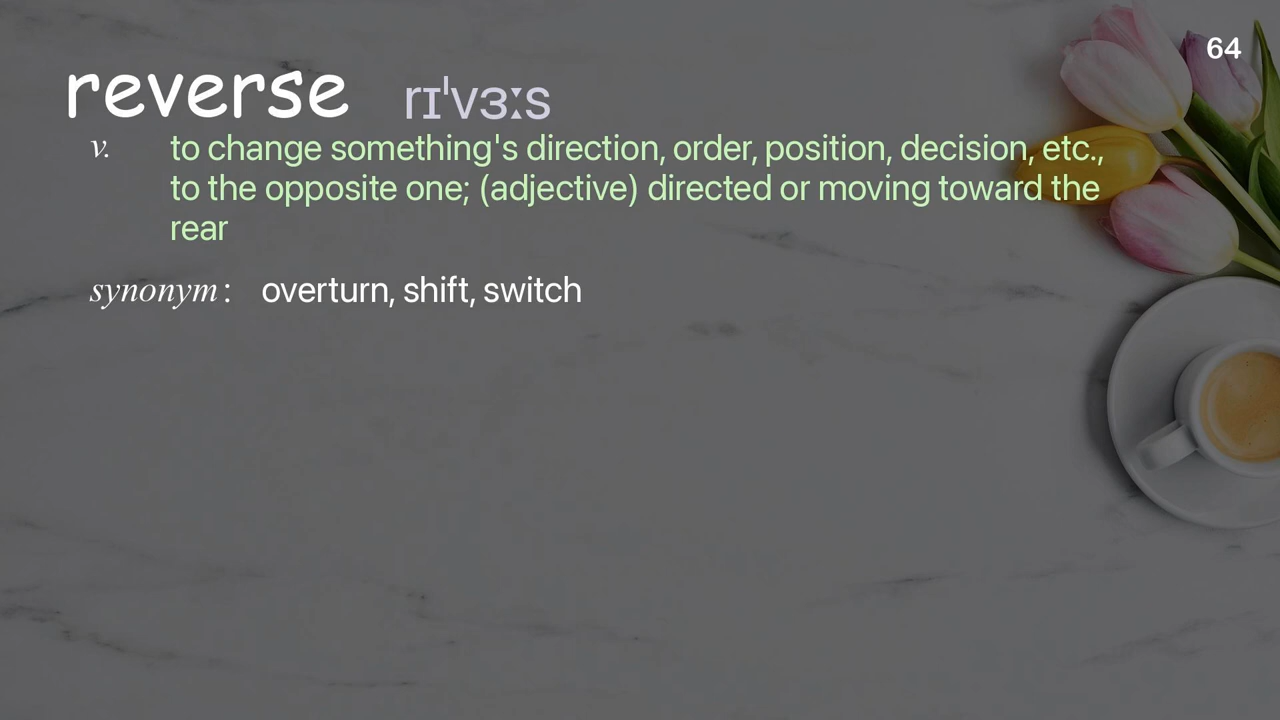 64
reverse rɪˈvɜːs
v. to change something's direction, order, position, decision, etc.,
to the opposite one; (adjective) directed or moving toward the
rear
synonym: overturn, shift, switch